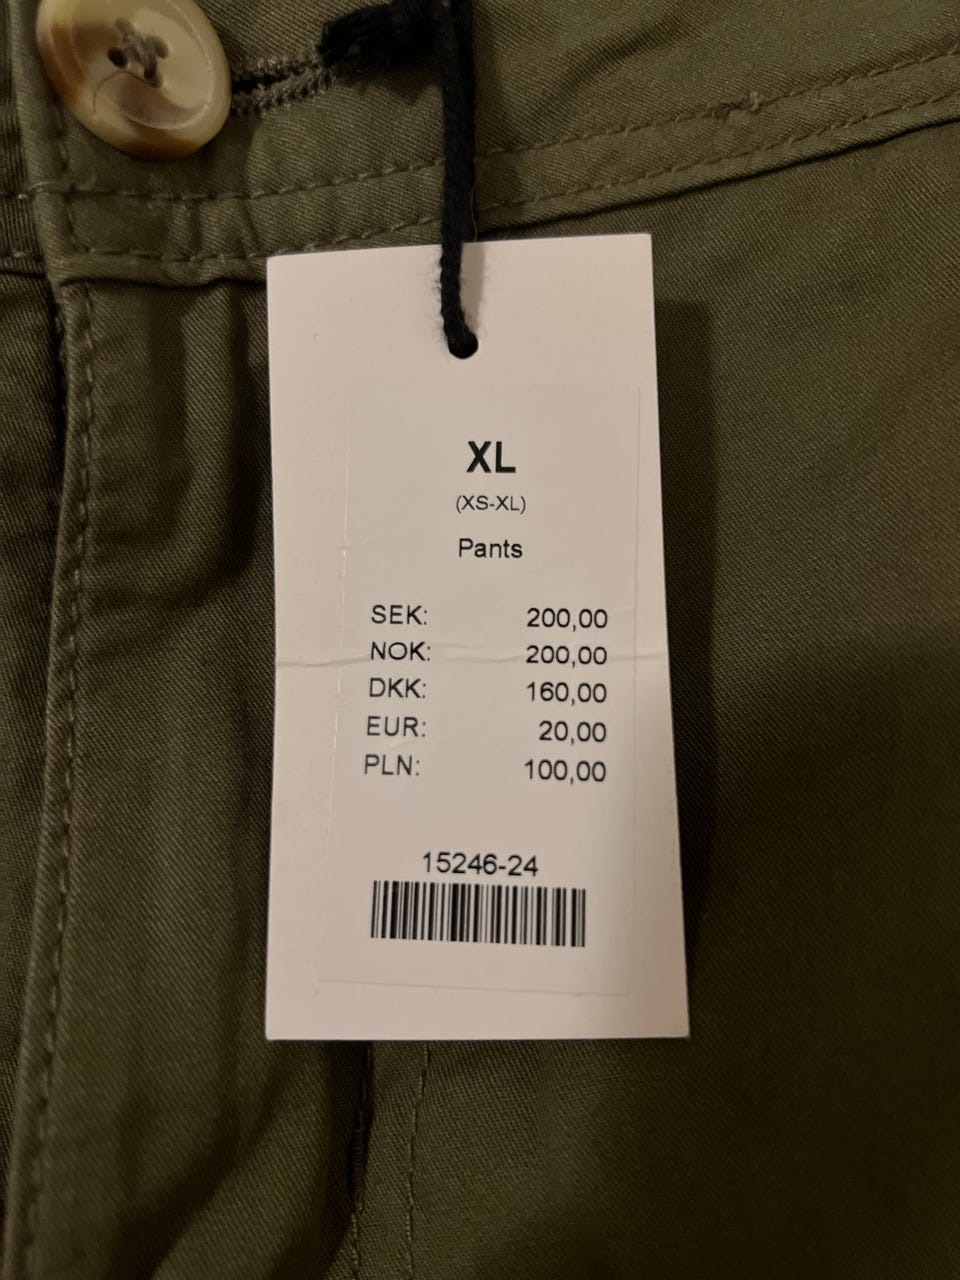 XL
(XS-XL)
Pants
SEK: 200,00
NOK: 200,00
DKK: 160,00
EUR: 20,00
PLN: 100,00
15246-24